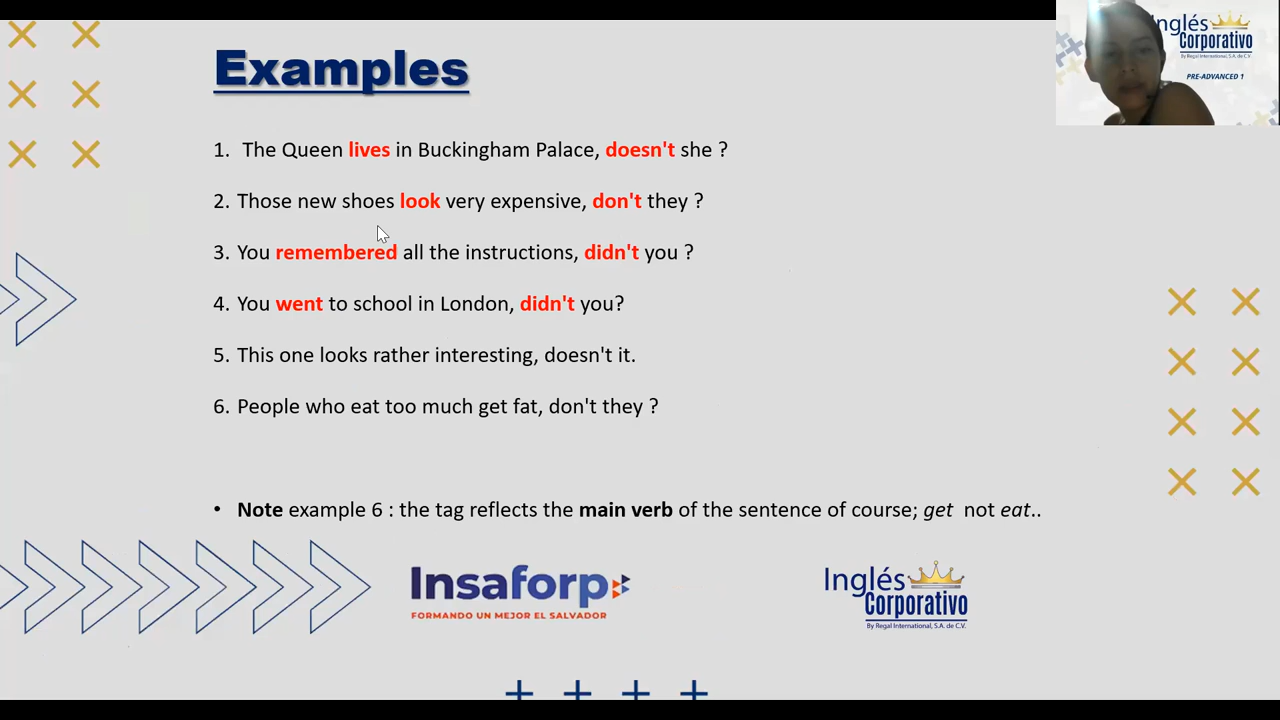 Examples
Inglés
Corporativo
By Regal International, S.A. de C.V.
PRE-ADVANCED 1
1. The Queen lives in Buckingham Palace, doesn't she ?
2. Those new shoes look very expensive, don't they ?
3. You remembered all the instructions, didn't you ?
4. You went to school in London, didn't you?
5. This one looks rather interesting, doesn't it.
6. People who eat too much get fat, don't they ?
• Note example 6 : the tag reflects the main verb of the sentence of course; get not eat..
Insaforp
FORMANDO UN MEJOR EL SALVADOR
Inglés
Corporativo
By Regal International, S.A. de C.V.